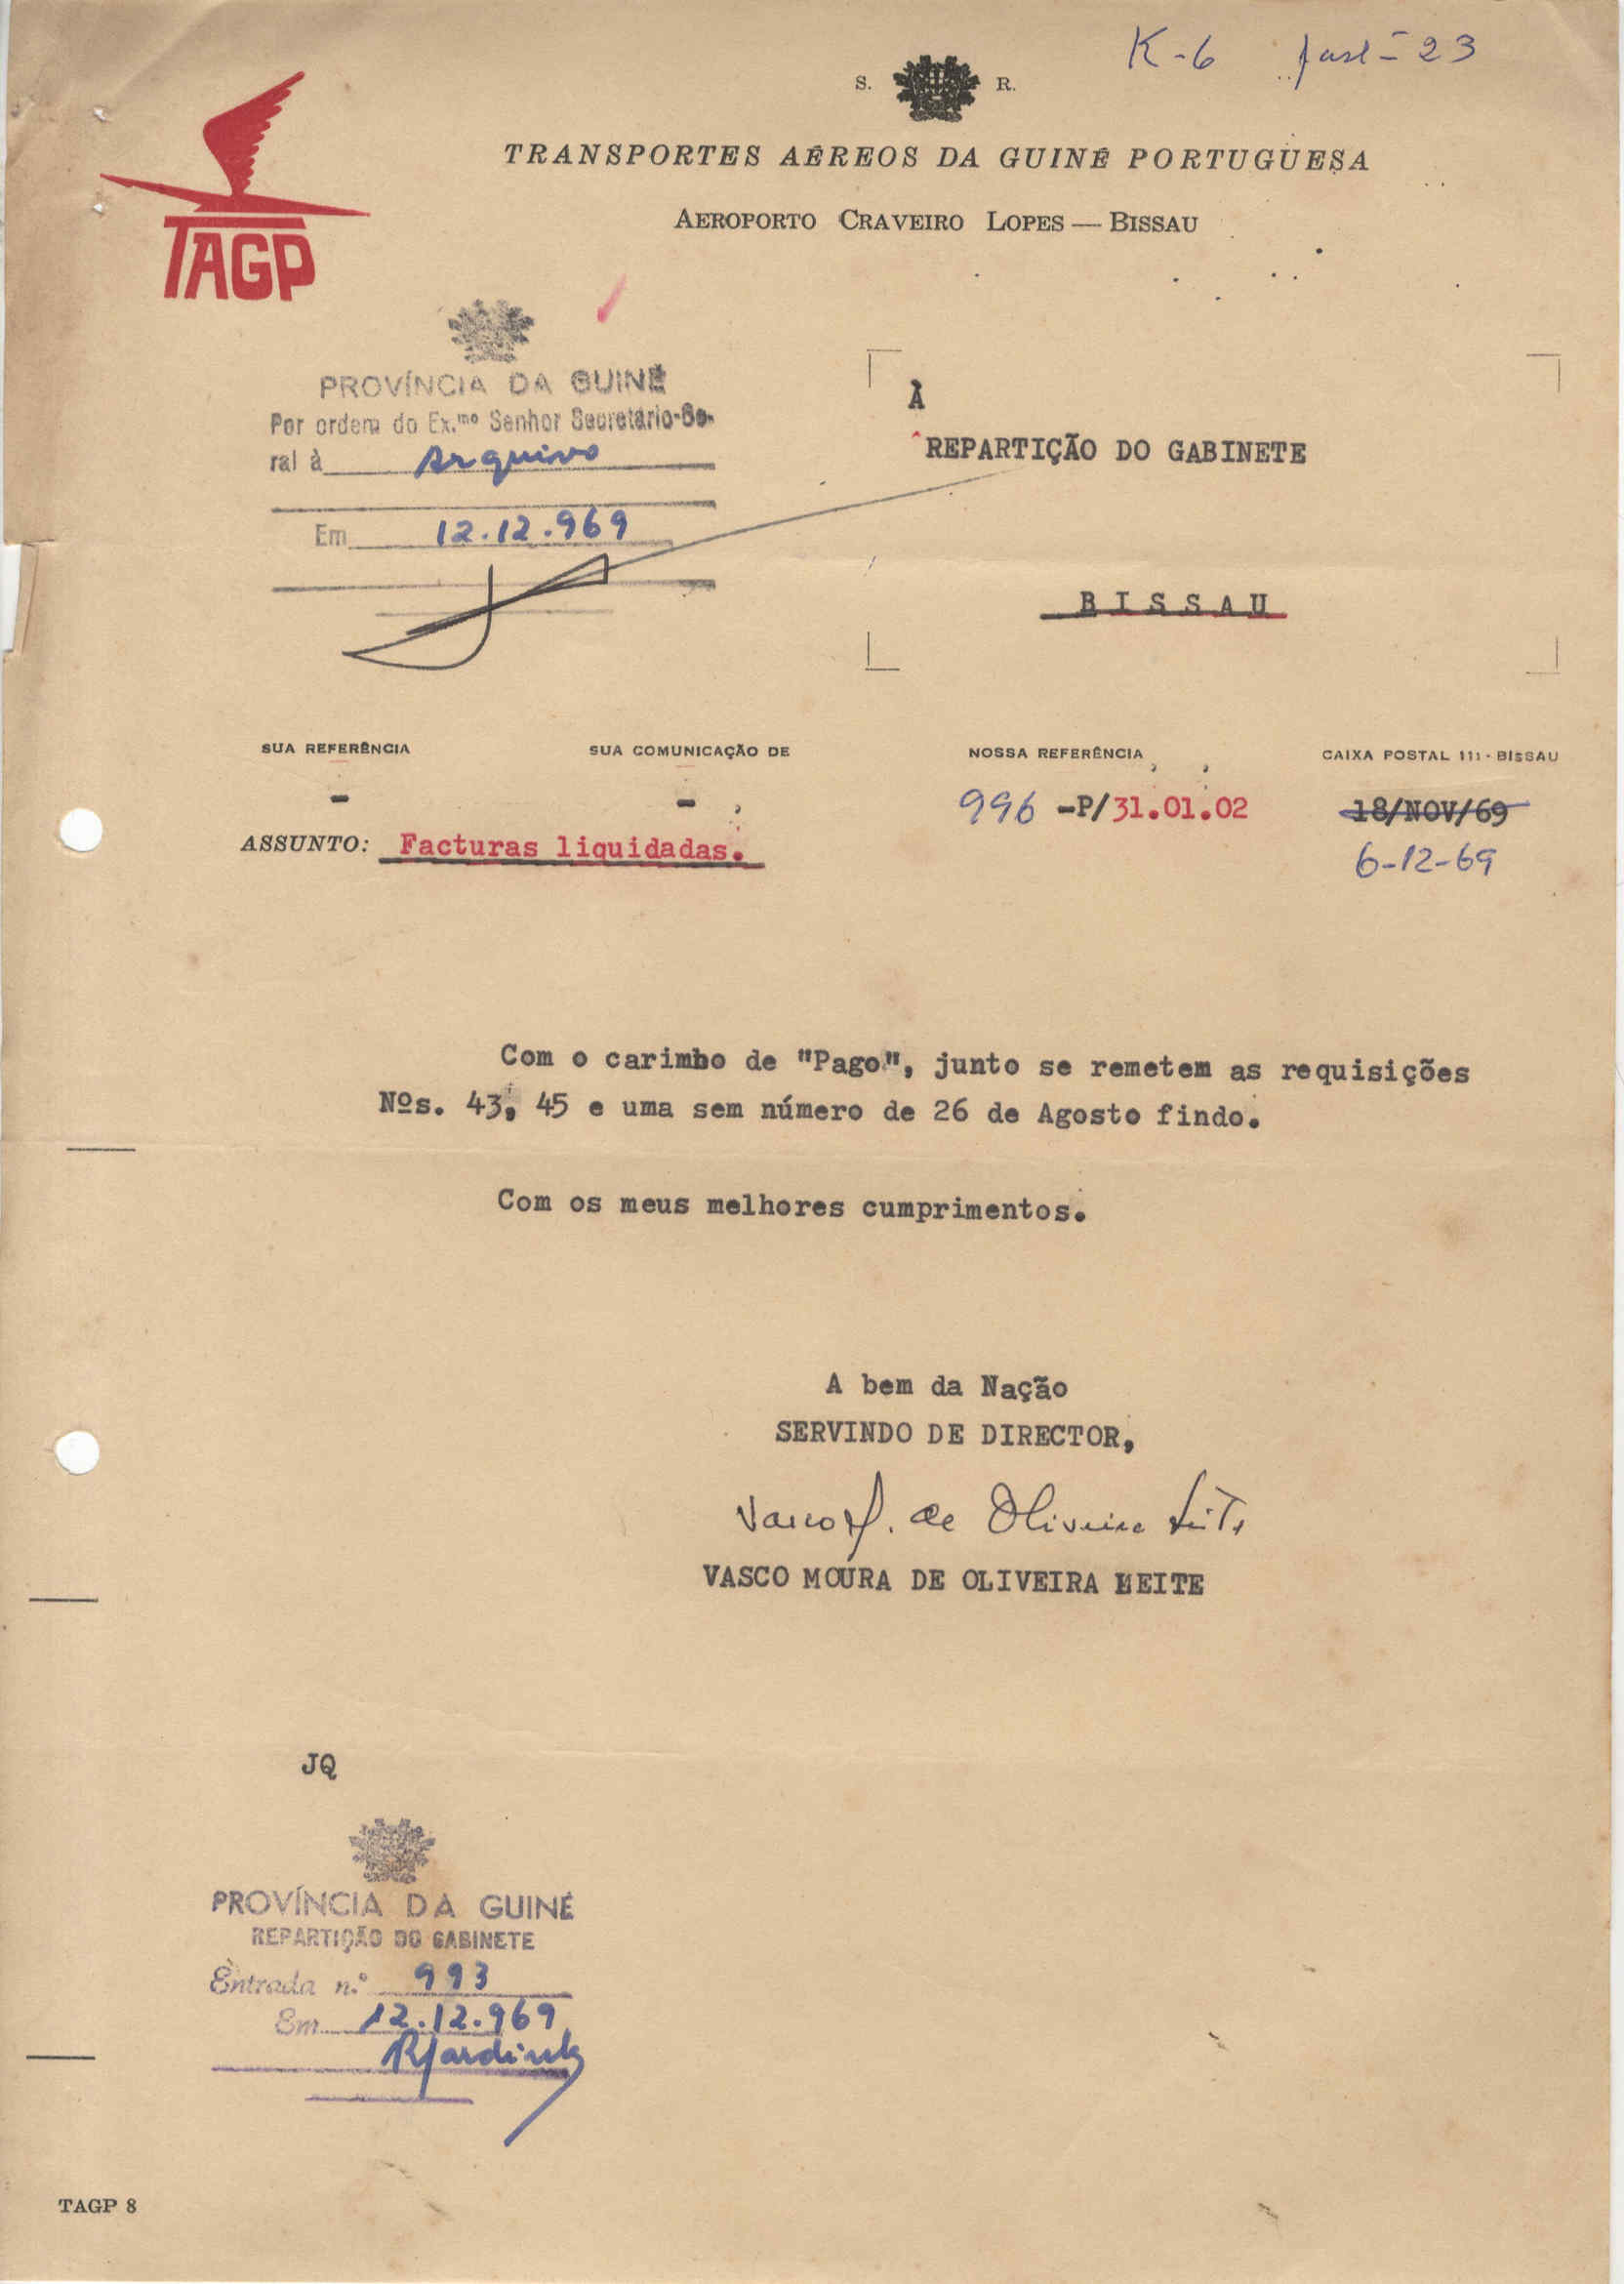 K-6 fasc-23
S. R.
TRANSPORTES AÉREOS DA GUINÉ PORTUGUESA
AEROPORTO CRAVEIRO LOPES — BISSAU
TAGP
PROVÍNCIA DA GUINÉ
Por ordem do Ex.mo Senhor Secretário-Ge-
ral à Arquivo
Em 12.12.969
À
REPARTIÇÃO DO GABINETE
BISSAU
SUA REFERÊNCIA SUA COMUNICAÇÃO DE NOSSA REFERÊNCIA CAIXA POSTAL 111 - BISSAU
- - 996 -P/31.01.02 18/NOV/69
6-12-69
ASSUNTO: Facturas liquidadas.
Com o carimbo de "Pago", junto se remetem as requisições
Nºs. 43, 45 e uma sem número de 26 de Agosto findo.
Com os meus melhores cumprimentos.
A bem da Nação
SERVINDO DE DIRECTOR,
Vasco M. de Oliveira Leite
VASCO MOURA DE OLIVEIRA LEITE
JQ
PROVÍNCIA DA GUINÉ
REPARTIÇÃO DO GABINETE
Entrada n.º 993
Em 12.12.969
TAGP 8